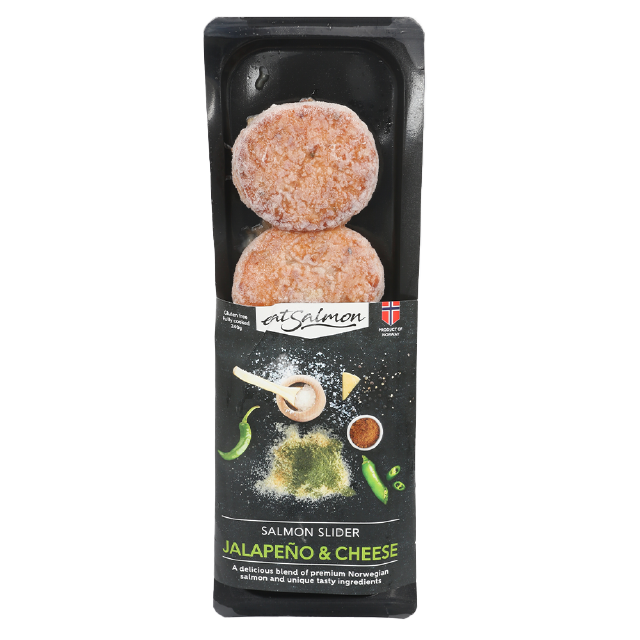 Gluten free
Fully cooked
240g
eatSalmon
PRODUCT OF
NORWAY
SALMON SLIDER
JALAPEÑO & CHEESE
A delicious blend of premium Norwegian
salmon and unique tasty ingredients